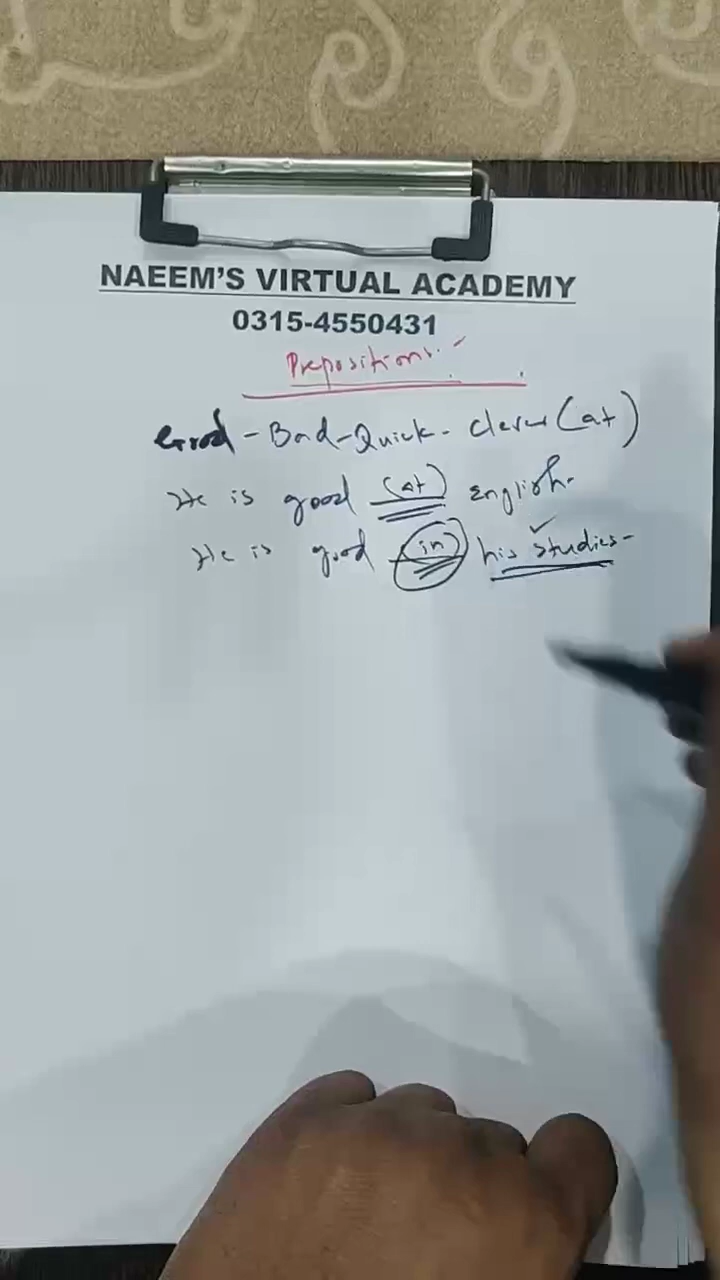 NAEEM'S VIRTUAL ACADEMY
0315-4550431
Prepositions.
Good - Bad - Quick - clever (at)
He is good (at) English.
He is good (in) his studies -